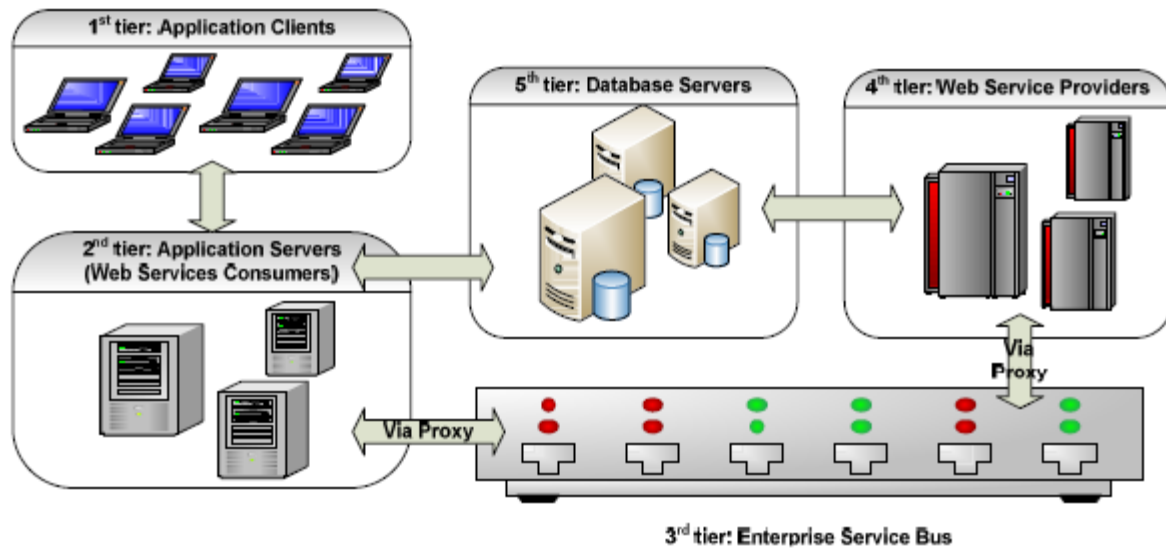 1st tier: Application Clients
5th tier: Database Servers
4th tier: Web Service Providers
2nd tier: Application Servers
(Web Services Consumers)
Via
Proxy
Via Proxy
3rd tier: Enterprise Service Bus